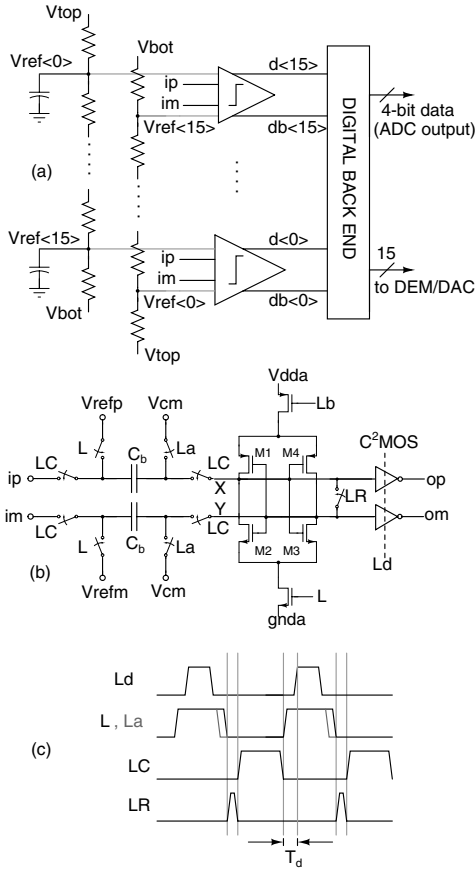 Vtop
Vref<0>
Vbot
ip
im
Vref<15>
d<15>
db<15>
DIGITAL BACK END
4-bit data
(ADC output)
(a)
Vref<15>
ip
im
Vref<0>
d<0>
db<0>
15
to DEM/DAC
Vbot
Vtop
Vdda
Lb
Vrefp
Vcm
L
Cb
La
LC
LC
ip
X
M1
M4
LR
C2MOS
op
im
LC
Y
LC
om
L
Cb
La
M2
M3
(b)
Vrefm
Vcm
L
Ld
gnda
Ld
L , La
(c)
LC
LR
Td